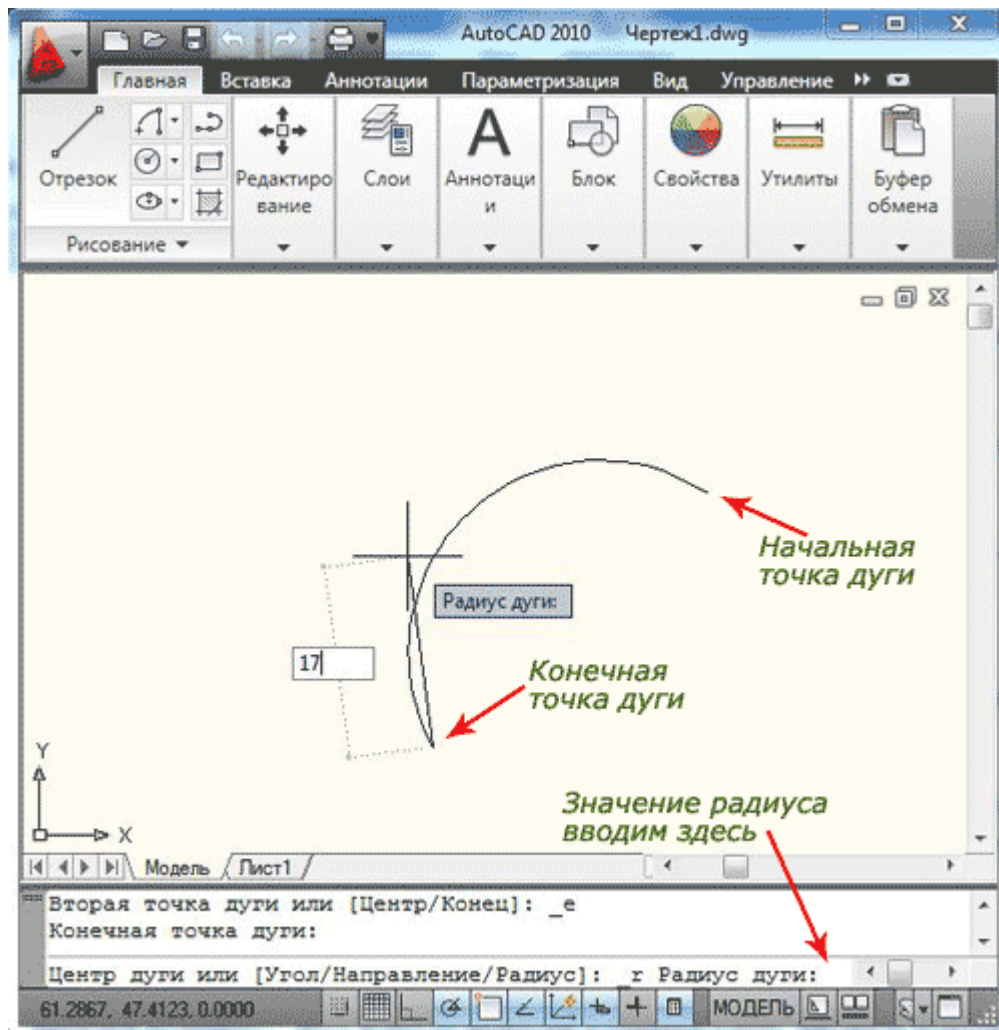 AutoCAD 2010 Чертеж1.dwg
Главная Вставка Аннотации Параметризация Вид Управление
Отрезок
Редактиро
вание
Слои
Аннотаци
и
Блок
Свойства
Утилиты
Буфер
обмена
Рисование
Начальная
точка дуги
Радиус дуги:
17
Конечная
точка дуги
Y
X
Значение радиуса
вводим здесь
Модель Лист1
Вторая точка дуги или [Центр/Конец]: _e
Конечная точка дуги:
Центр дуги или [Угол/Направление/Радиус]: _r Радиус дуги:
61.2867, 47.4123, 0.0000 МОДЕЛЬ